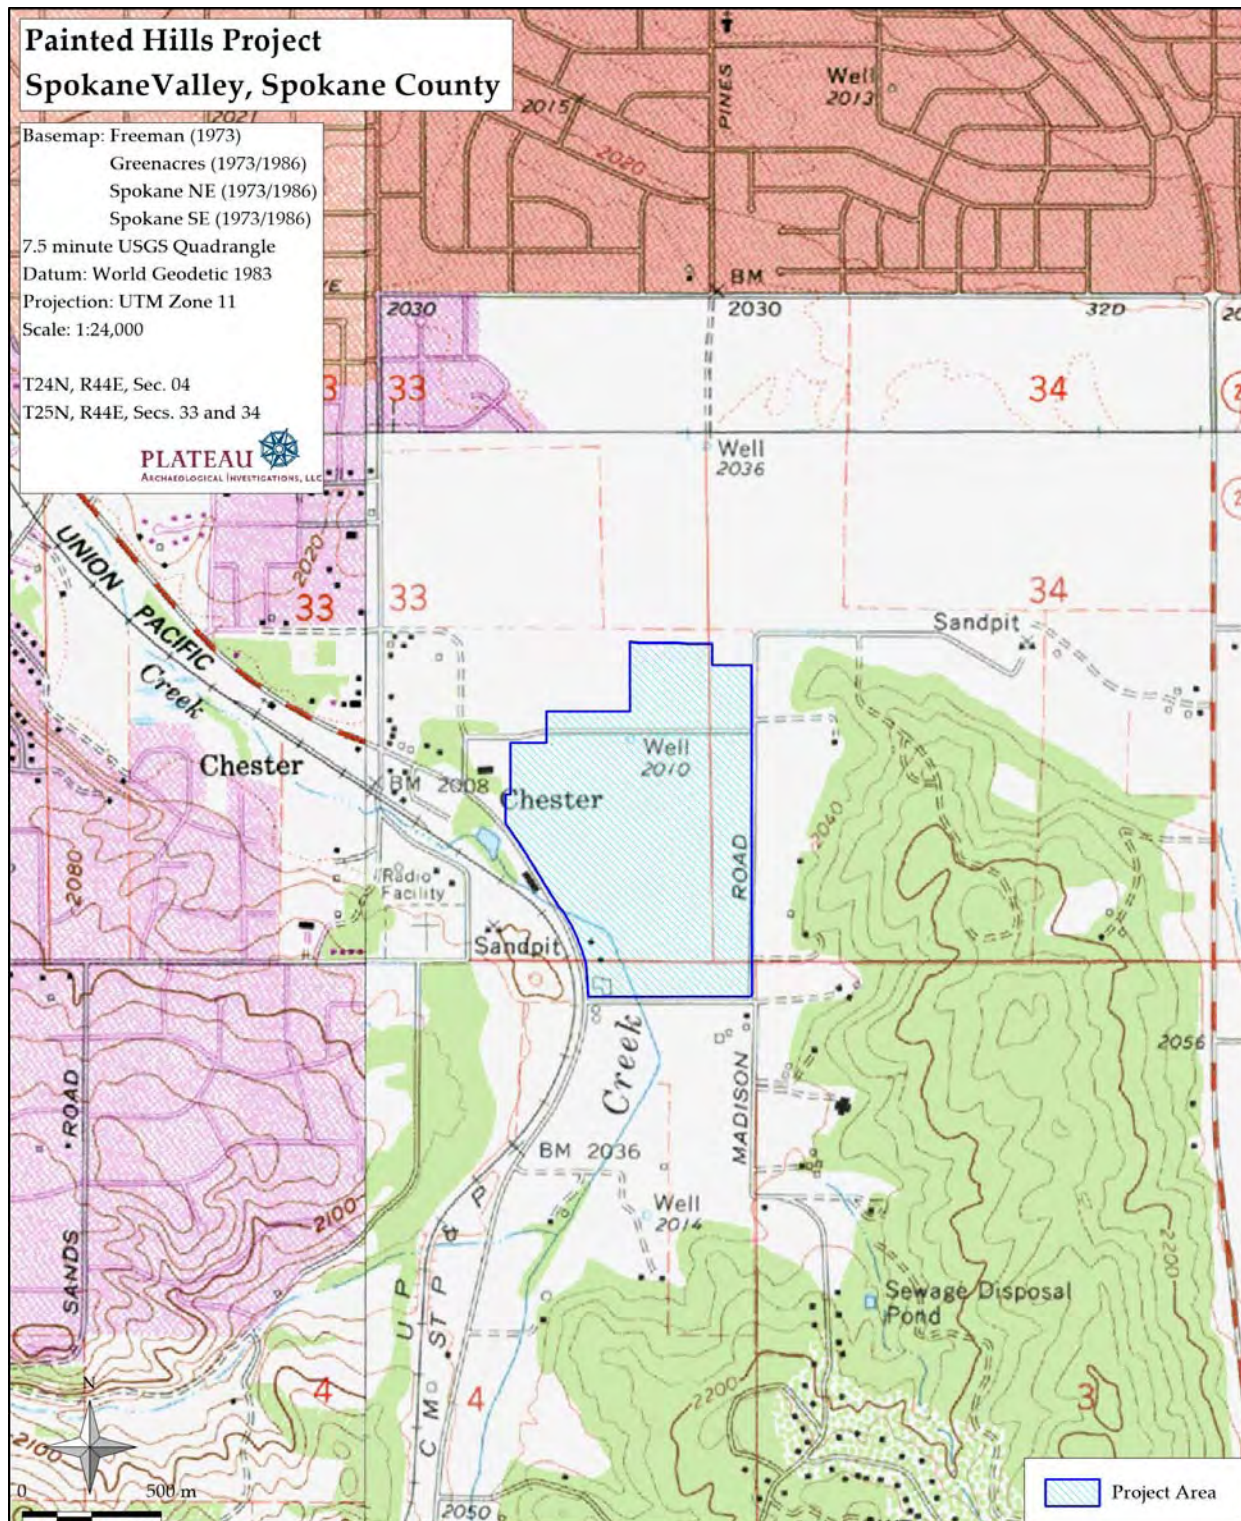 Painted Hills Project
SpokaneValley, Spokane County
Basemap: Freeman (1973)
Greenacres (1973/1986)
Spokane NE (1973/1986)
Spokane SE (1973/1986)
7.5 minute USGS Quadrangle
Datum: World Geodetic 1983
Projection: UTM Zone 11
Scale: 1:24,000
T24N, R44E, Sec. 04
T25N, R44E, Secs. 33 and 34
PLATEAU
ARCHAEOLOGICAL INVESTIGATIONS, LLC
PINES
Well
2013
2015
2021
2020
BM
2030
2030
320
33
34
Well
2036
UNION PACIFIC
2020
33
33
34
Sandpit
Creek
Chester
BM 2008
Chester
Well
2010
ROAD
2040
2080
Radio
Facility
Sandpit
Creek
MADISON
2056
BM 2036
Well
2014
ROAD
SANDS
2100
U P
C M ST P & P
2200
Sewage Disposal
Pond
4
4
2200
3
N
2100
0
500 m
2050
Project Area